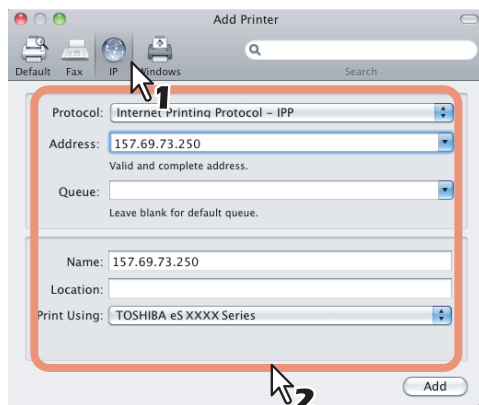 Add Printer
Default Fax IP Windows Search
1
Protocol: Internet Printing Protocol – IPP
Address: 157.69.73.250
Valid and complete address.
Queue:
Leave blank for default queue.
Name: 157.69.73.250
Location:
Print Using: TOSHIBA eS XXXX Series
2
Add